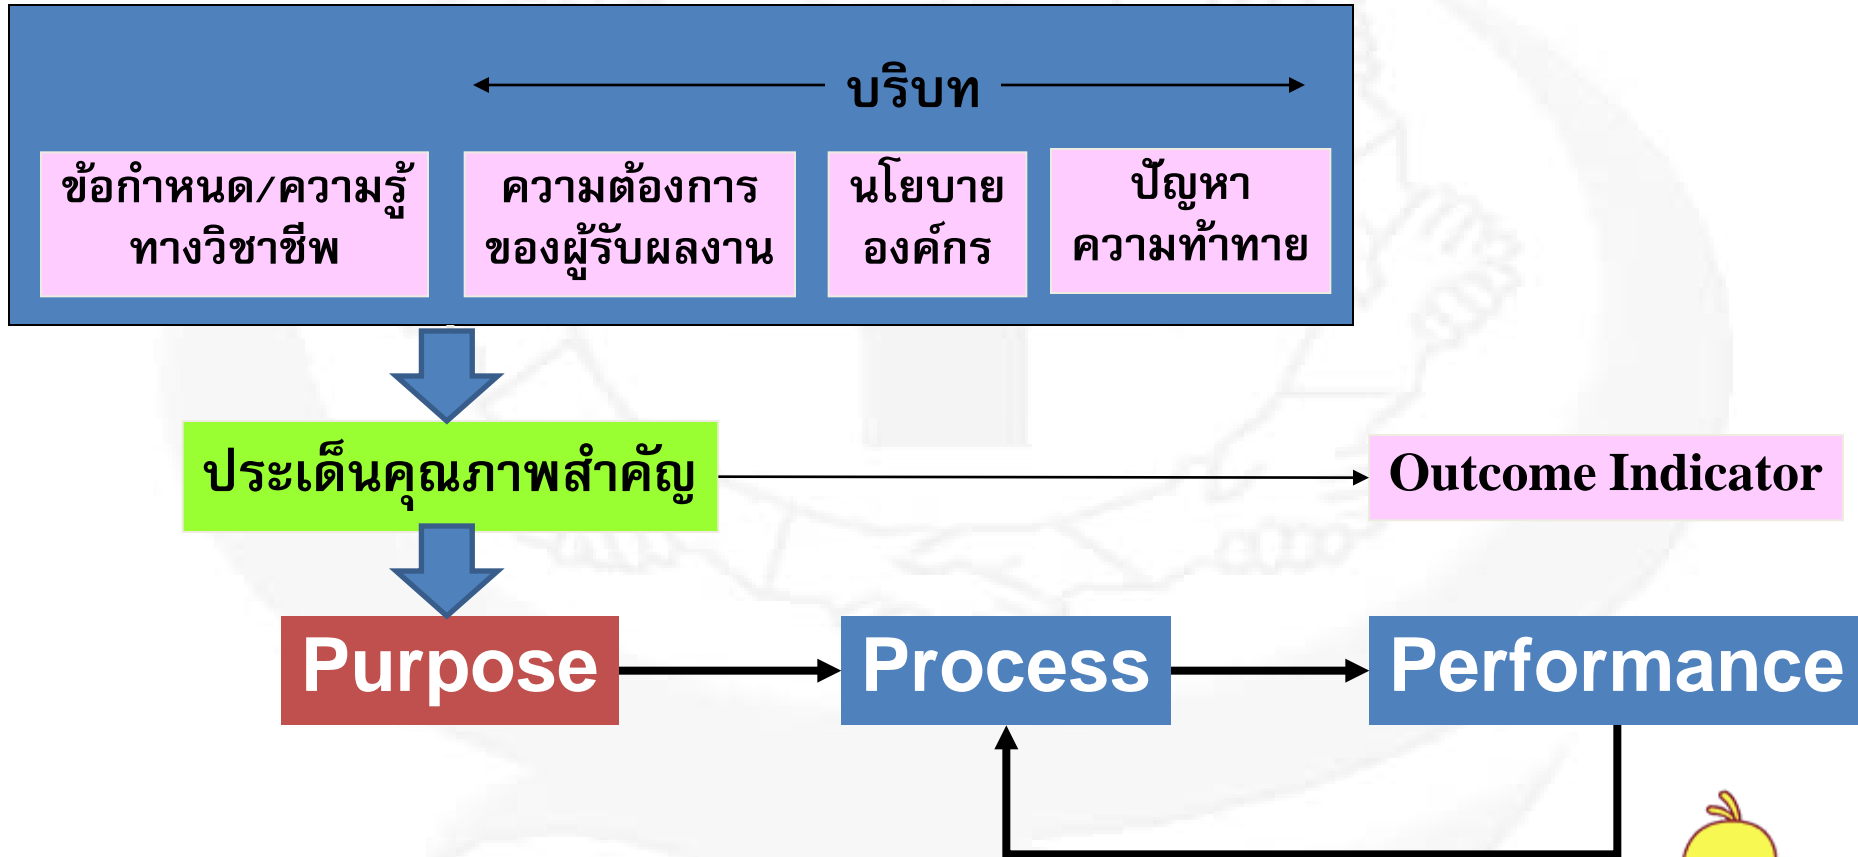 บริบท
ข้อกำหนด/ความรู้
ทางวิชาชีพ
ความต้องการ
ของผู้รับผลงาน
นโยบาย
องค์กร
ปัญหา
ความท้าทาย
ประเด็นคุณภาพสำคัญ
Outcome Indicator
Purpose
Process
Performance